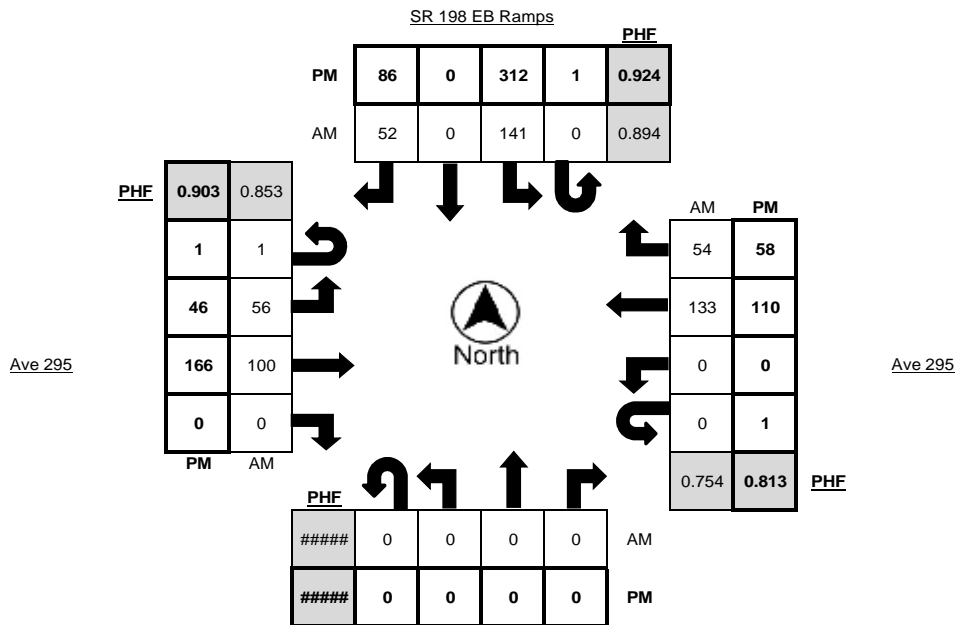 SR 198 EB Ramps
PHF
PM 86 0 312 1 0.924
AM 52 0 141 0 0.894
PHF 0.903 0.853
1 1
46 56
Ave 295 166 100
0 0
PM AM
North
AM PM
54 58
133 110
0 0 Ave 295
0 1
0.754 0.813 PHF
PHF
##### 0 0 0 0 AM
##### 0 0 0 0 PM